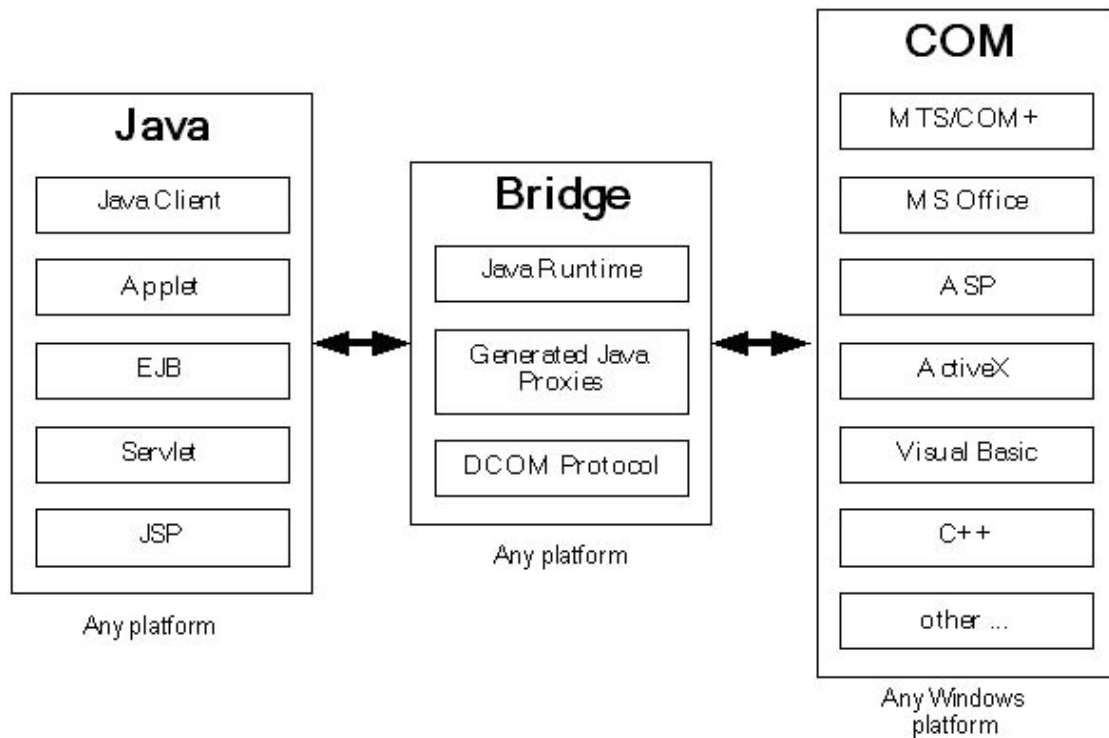 Java
Java Client
Applet
EJB
Servlet
JSP
Any platform
Bridge
Java Runtime
Generated Java
Proxies
DCOM Protocol
Any platform
COM
MTS/COM+
MS Office
ASP
ActiveX
Visual Basic
C++
other ...
Any Windows
platform